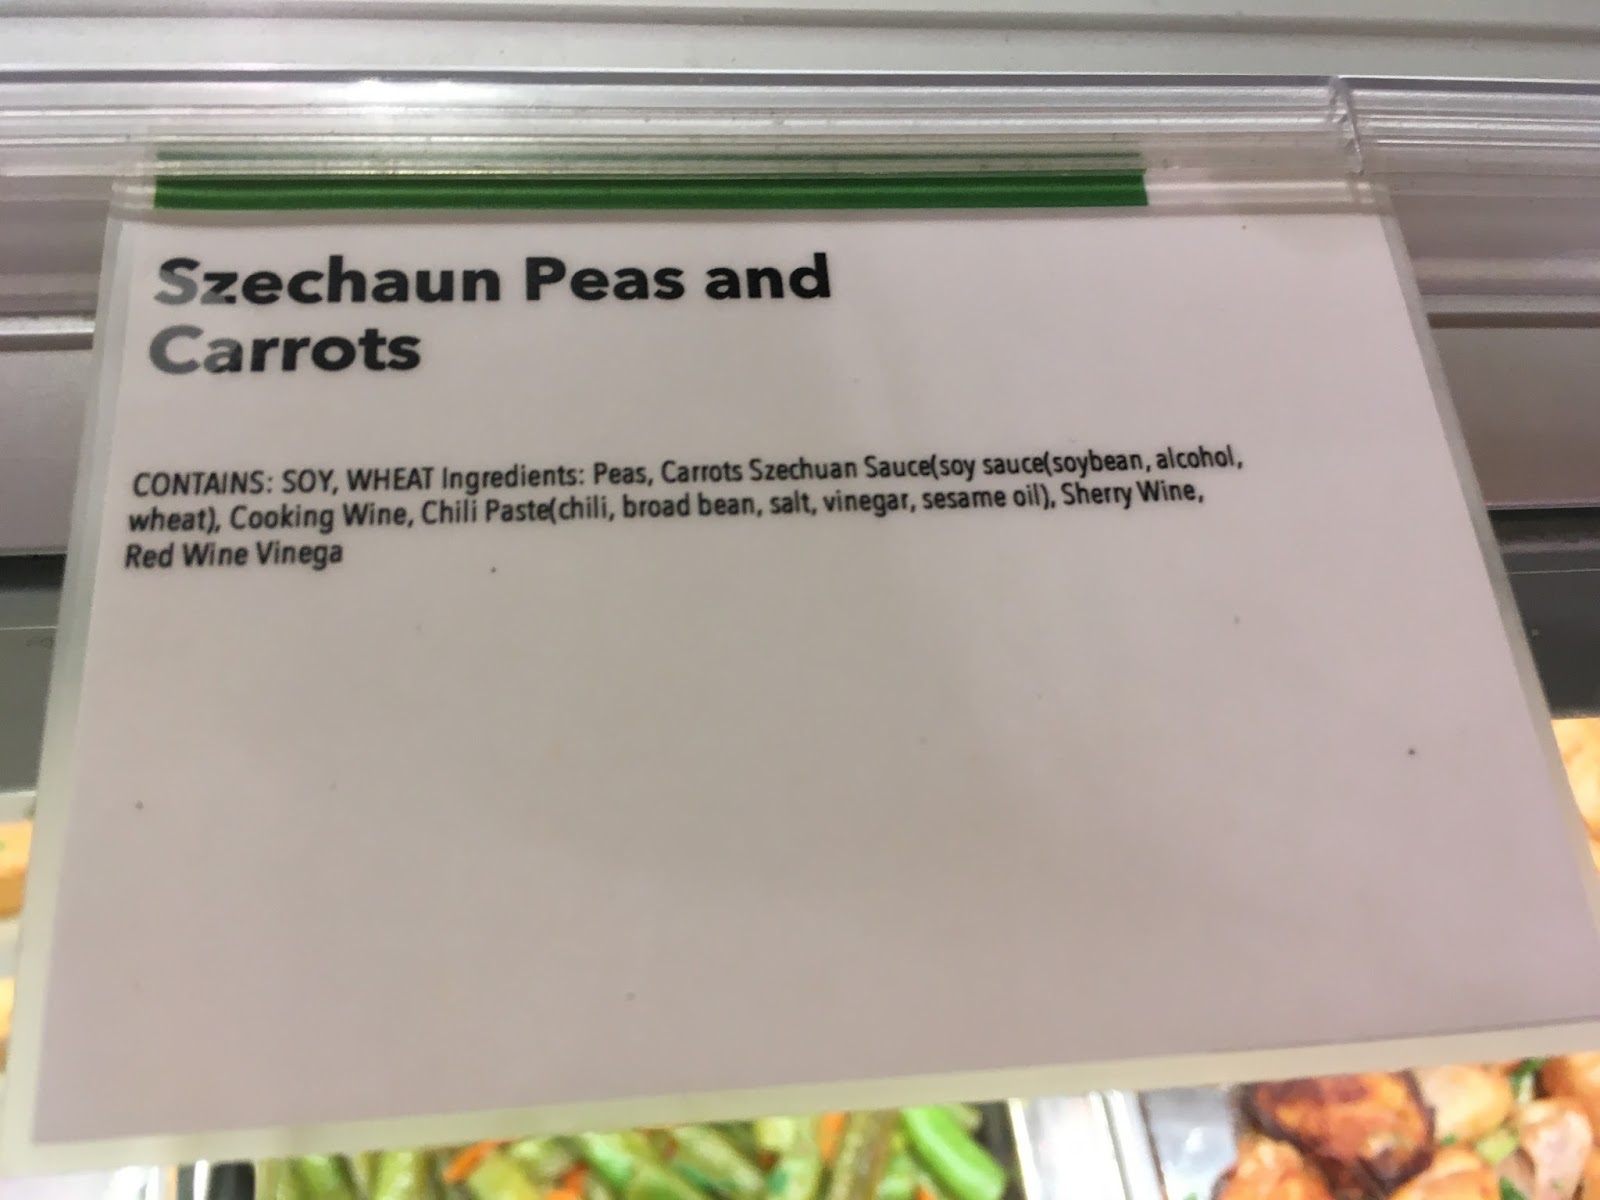 Szechaun Peas and
Carrots
CONTAINS: SOY, WHEAT Ingredients: Peas, Carrots Szechuan Sauce(soy sauce(soybean, alcohol,
wheat), Cooking Wine, Chili Paste(chili, broad bean, salt, vinegar, sesame oil), Sherry Wine,
Red Wine Vinega